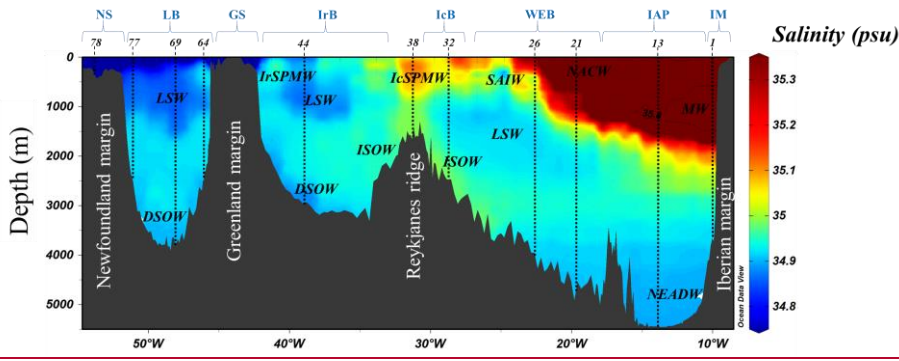 NS LB GS IrB IcB WEB IAP IM
Salinity (psu)
78 77 69 64 44 38 32 26 21 13 1
0
1000
2000
3000
4000
5000
Depth (m)
IrSPMW
IcSPMW
SAIW
NACW
LSW
LSW
MW
35.8
LSW
ISOW
ISOW
DSOW
DSOW
NEADW
Newfoundland margin
Greenland margin
Reykjanes ridge
Iberian margin
Ocean Data View
50°W 40°W 30°W 20°W 10°W
35.3
35.2
35.1
35
34.9
34.8